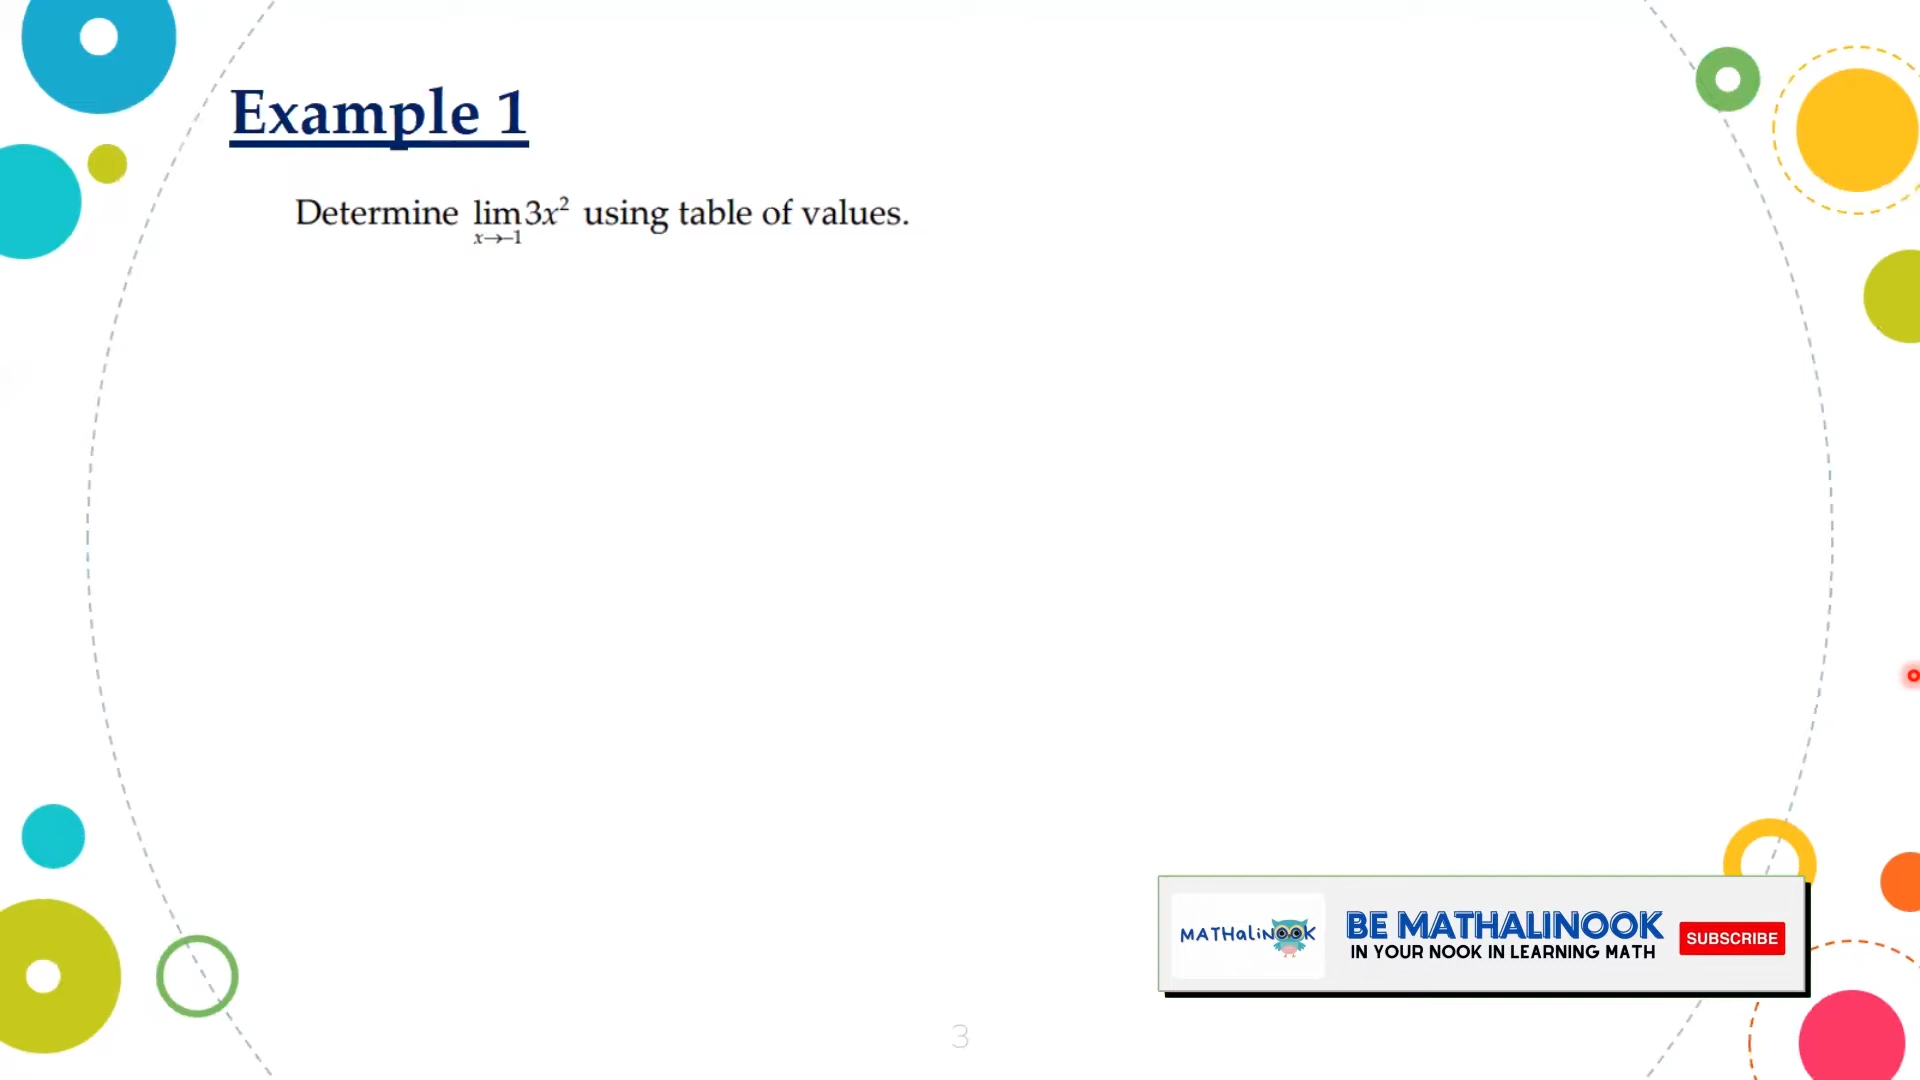 Example 1
Determine lim 3x² using table of values.
x→−1
MATHaliNOOK
BE MATHALINOOK
IN YOUR NOOK IN LEARNING MATH
SUBSCRIBE
3